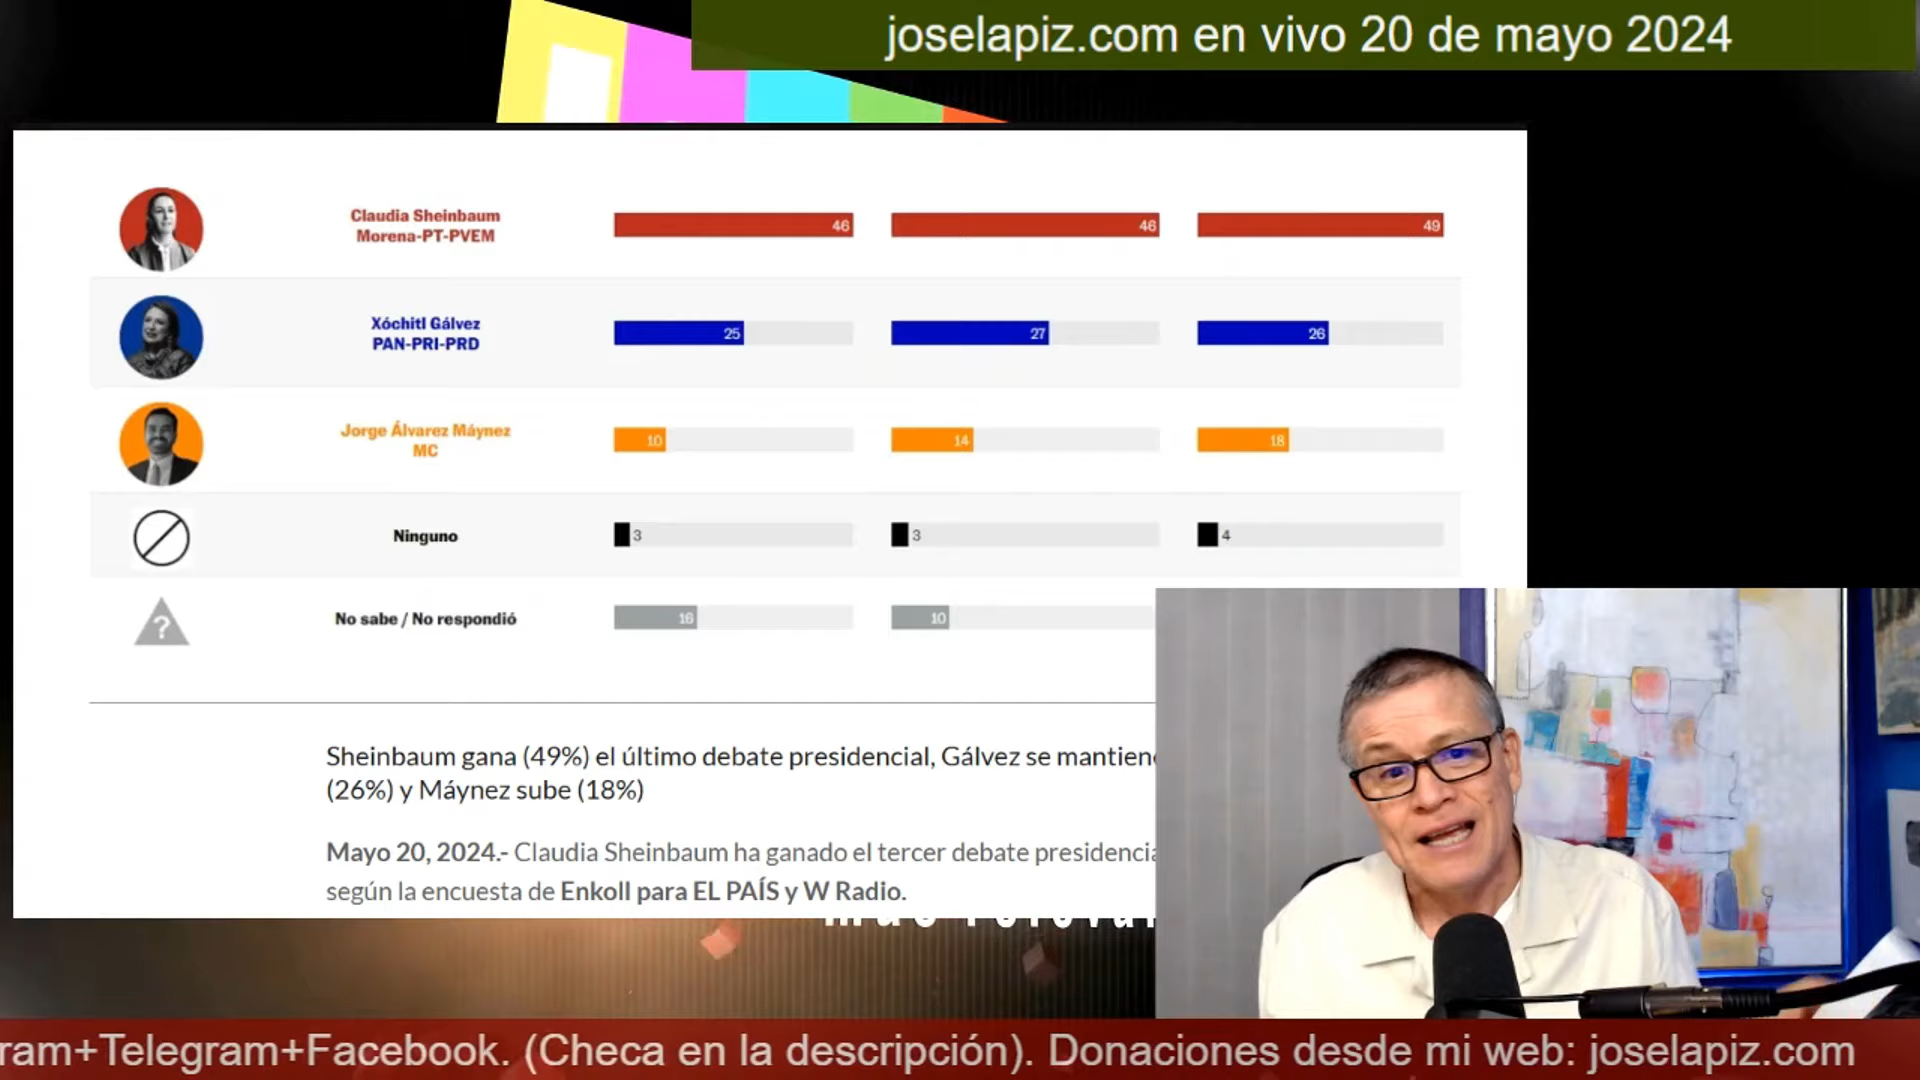 joselapiz.com en vivo 20 de mayo 2024
Claudia Sheinbaum
Morena-PT-PVEM
46
46
49
Xóchitl Gálvez
PAN-PRI-PRD
25
27
26
Jorge Álvarez Máynez
MC
10
14
18
Ninguno
3
3
4
?
No sabe / No respondió
16
10
Sheinbaum gana (49%) el último debate presidencial, Gálvez se mantiene
(26%) y Máynez sube (18%)
Mayo 20, 2024.- Claudia Sheinbaum ha ganado el tercer debate presidencia
según la encuesta de Enkoll para EL PAÍS y W Radio.
ram+Telegram+Facebook. (Checa en la descripción). Donaciones desde mi web: joselapiz.com